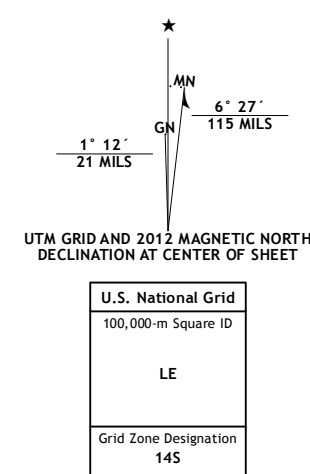 MN
GN
6° 27´
115 MILS
1° 12´
21 MILS
UTM GRID AND 2012 MAGNETIC NORTH
DECLINATION AT CENTER OF SHEET
U.S. National Grid
100,000-m Square ID
LE
Grid Zone Designation
14S